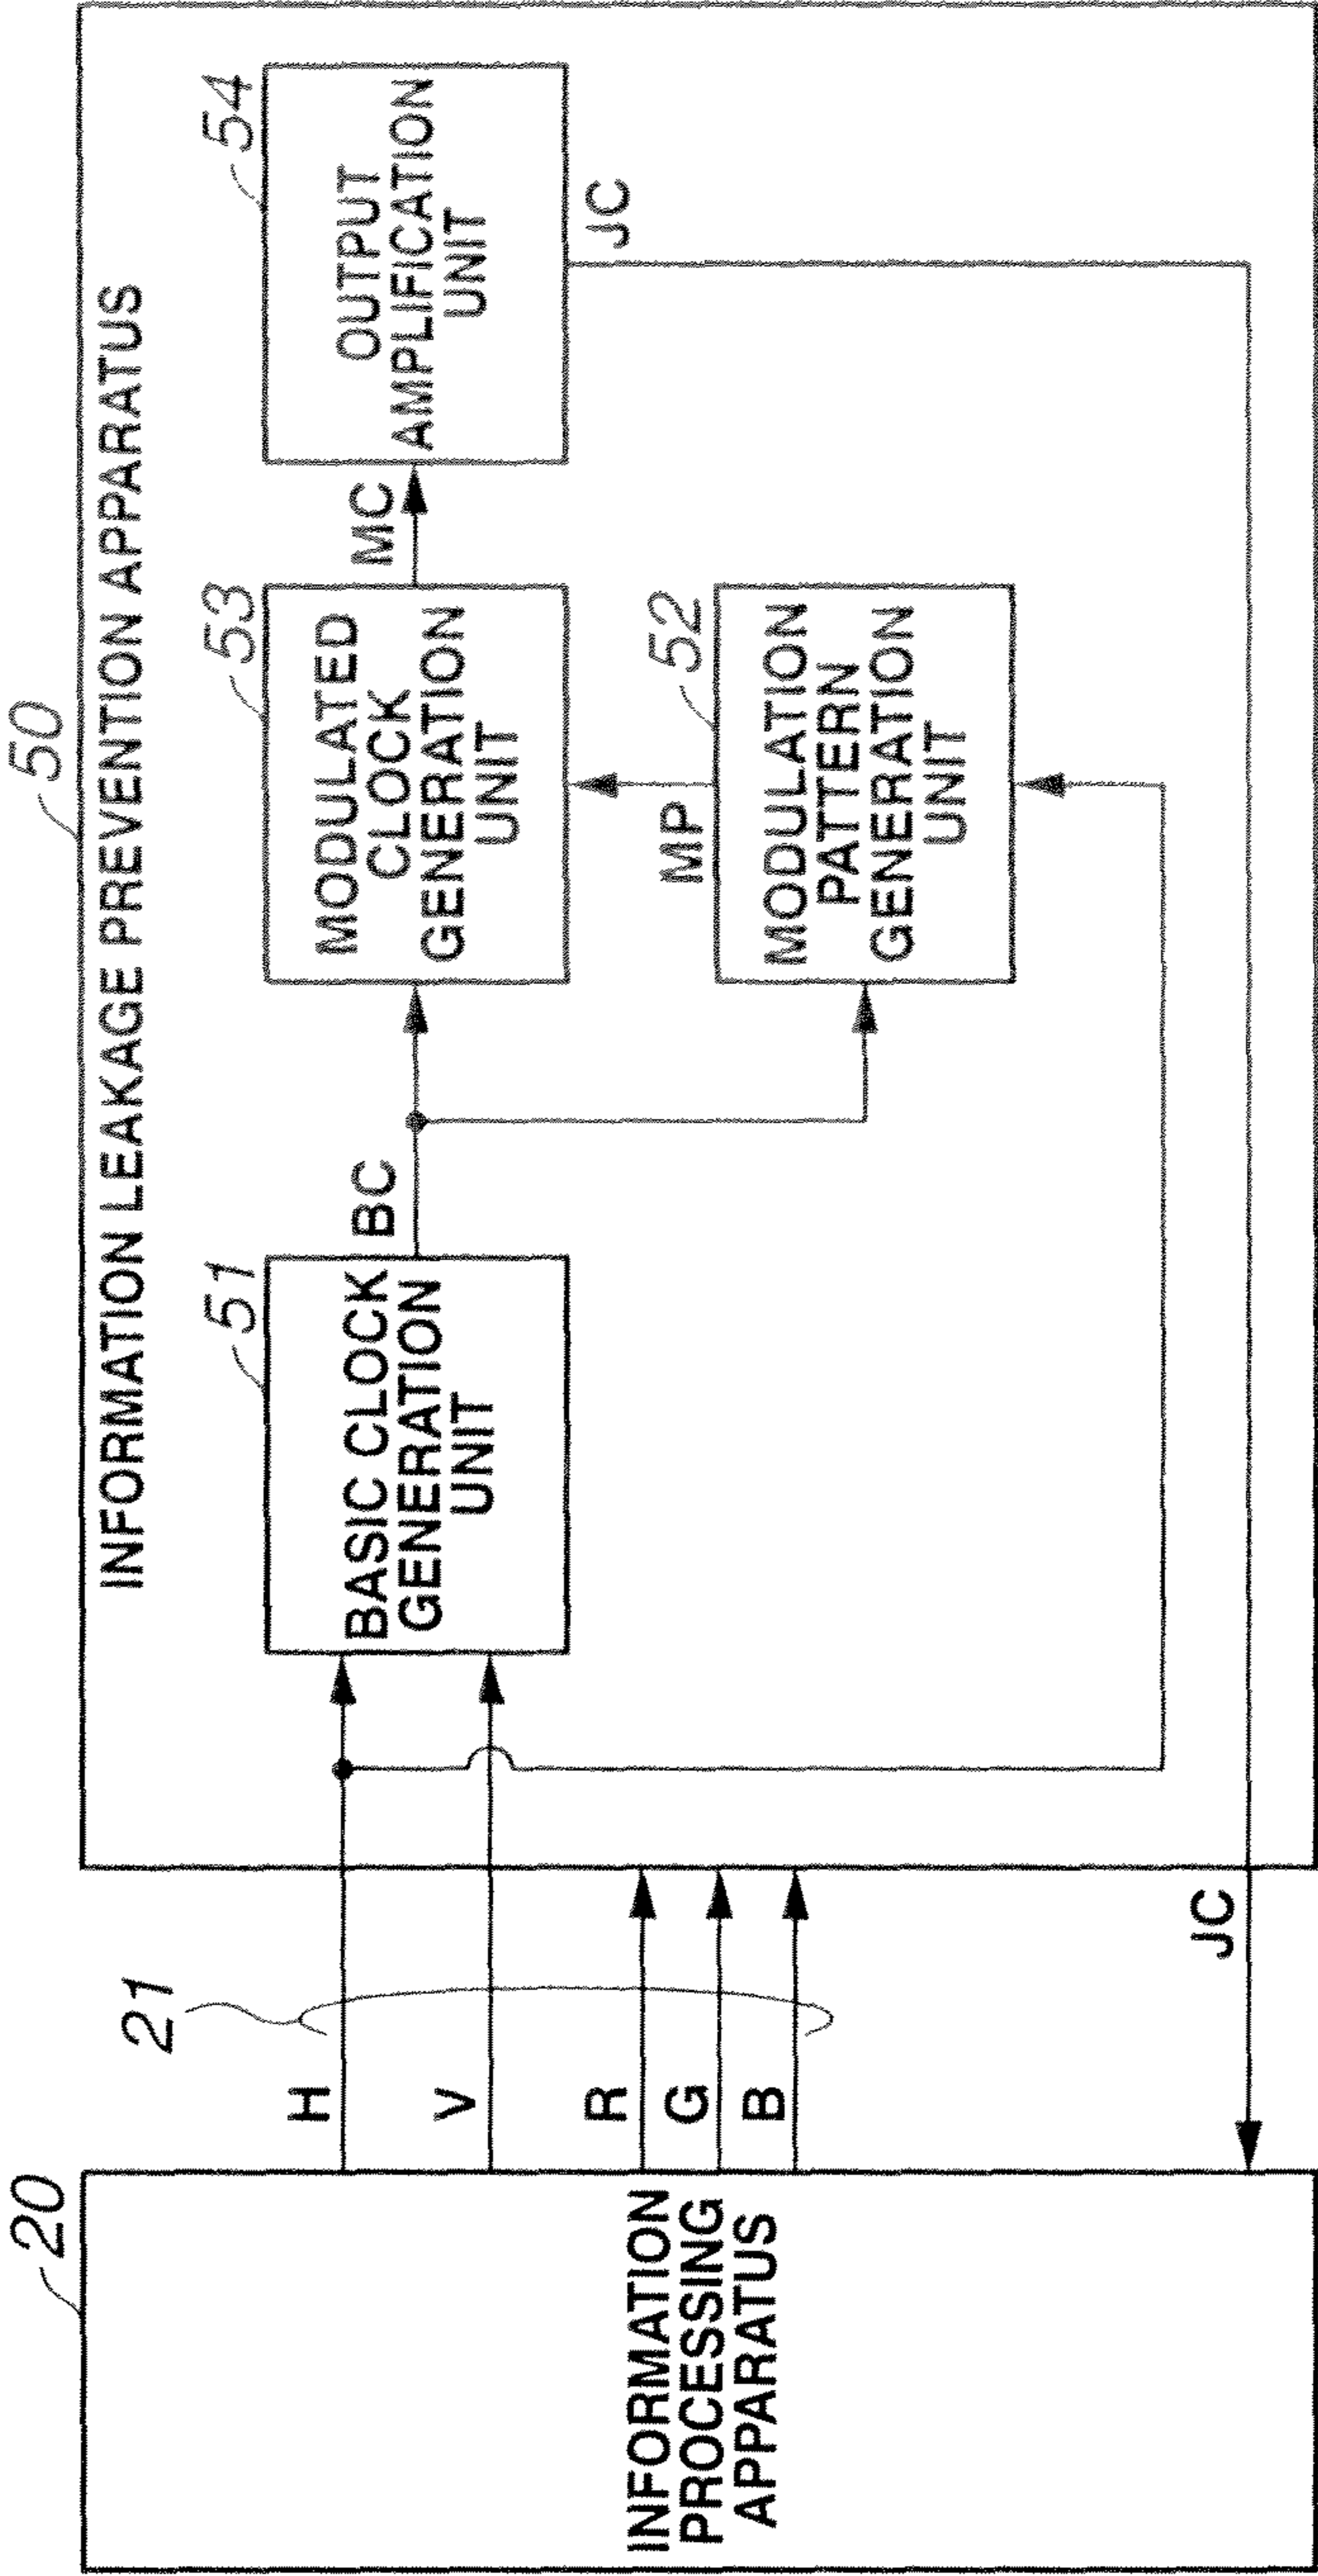 50
INFORMATION LEAKAGE PREVENTION APPARATUS
20
21
INFORMATION
PROCESSING
APPARATUS
H
V
R
G
B
51
BASIC CLOCK
GENERATION
UNIT
BC
53
MODULATED
CLOCK
GENERATION
UNIT
MC
54
OUTPUT
AMPLIFICATION
UNIT
JC
MP
52
MODULATION
PATTERN
GENERATION
UNIT
JC